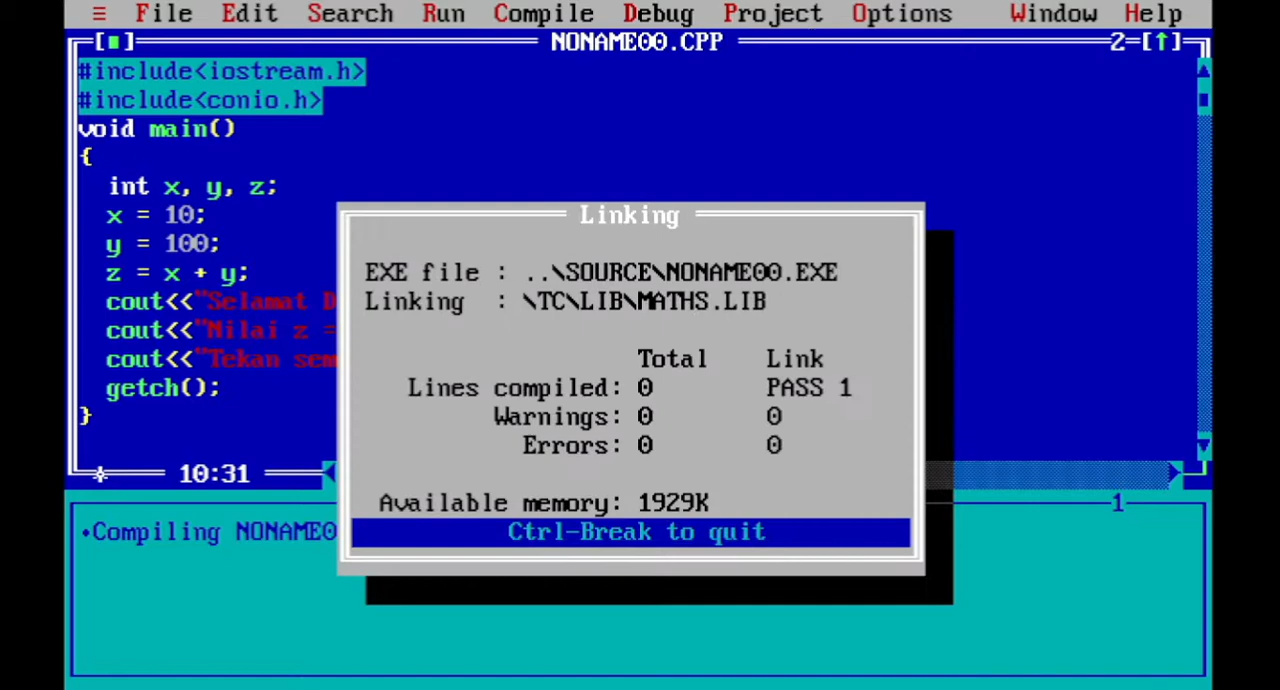 ≡ File Edit Search Run Compile Debug Project Options Window Help
[■] NONAME00.CPP 2=[↑]
#include<iostream.h>
#include<conio.h>
void main()
{
int x, y, z;
x = 10;
y = 100;
z = x + y;
cout<<"Selamat D
cout<<"Nilai z =
cout<<"Tekan sem
getch();
}
10:31
Linking
EXE file : ..\SOURCE\NONAME00.EXE
Linking : \TC\LIB\MATHS.LIB
Total Link
Lines compiled: 0 PASS 1
Warnings: 0 0
Errors: 0 0
Available memory: 1929K
Ctrl-Break to quit
1
•Compiling NONAME0